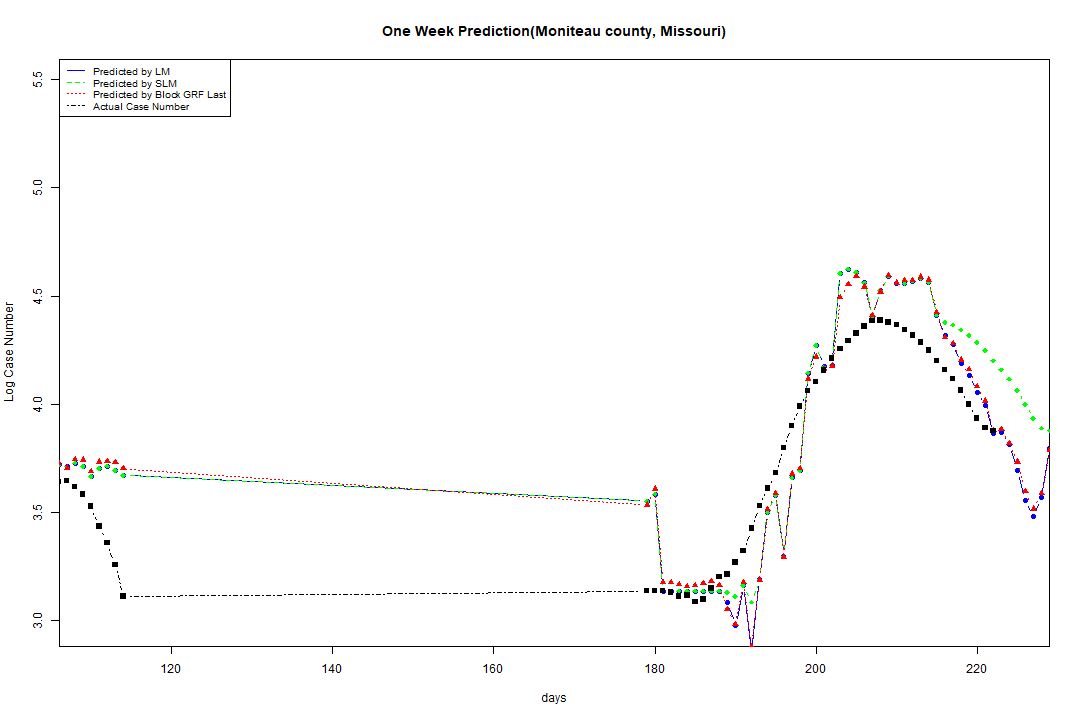 One Week Prediction(Moniteau county, Missouri)
Predicted by LM
Predicted by SLM
Predicted by Block GRF Last
Actual Case Number
5.5
5.0
4.5
4.0
3.5
3.0
Log Case Number
120 140 160 180 200 220
days